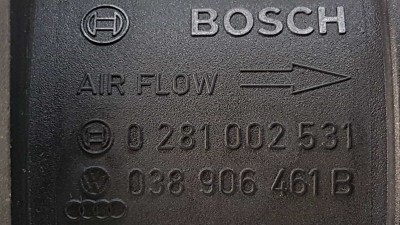 BOSCH
AIR FLOW
0 281 002 531
038 906 461 B